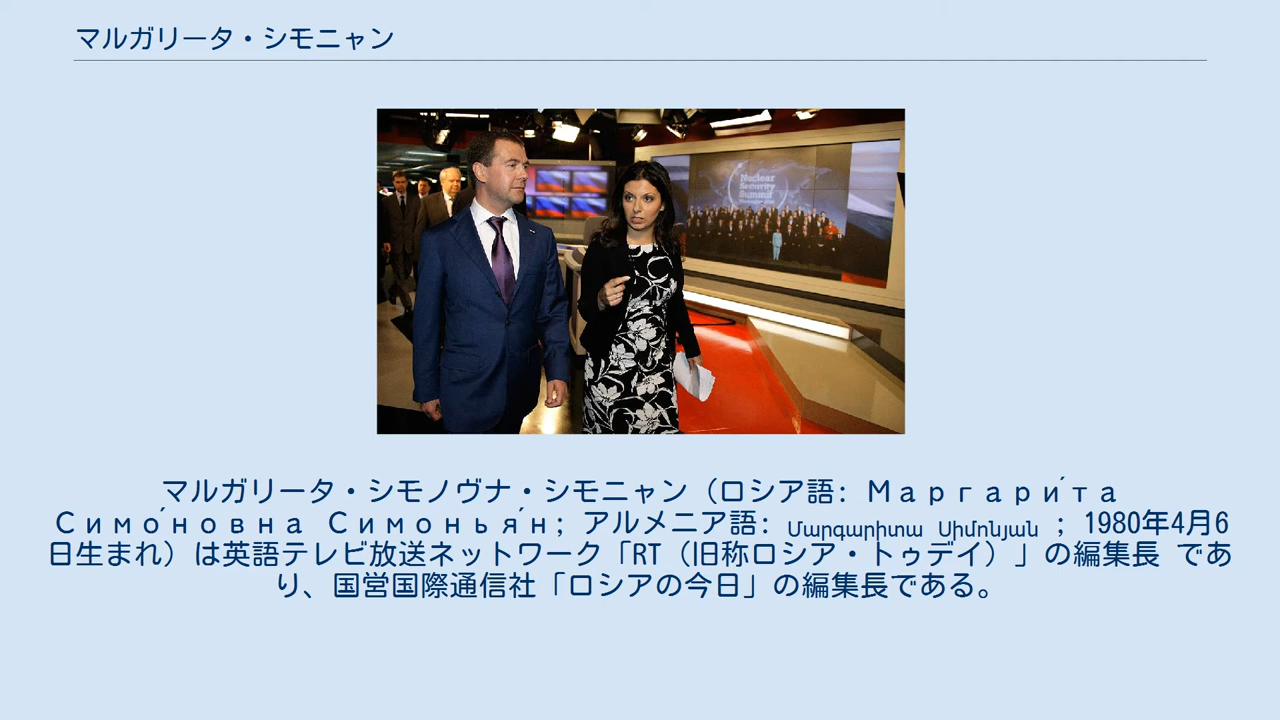 マルガリータ・シモニャン
Nuclear
Security
Summit
マルガリータ・シモノヴナ・シモニャン（ロシア語: Маргари́та
Симо́новна Симонья́н; アルメニア語: Մարգարիտա Սիմոնյան ; 1980年4月6
日生まれ）は英語テレビ放送ネットワーク「RT（旧称ロシア・トゥデイ）」の編集長 であ
り、国営国際通信社「ロシアの今日」の編集長である。